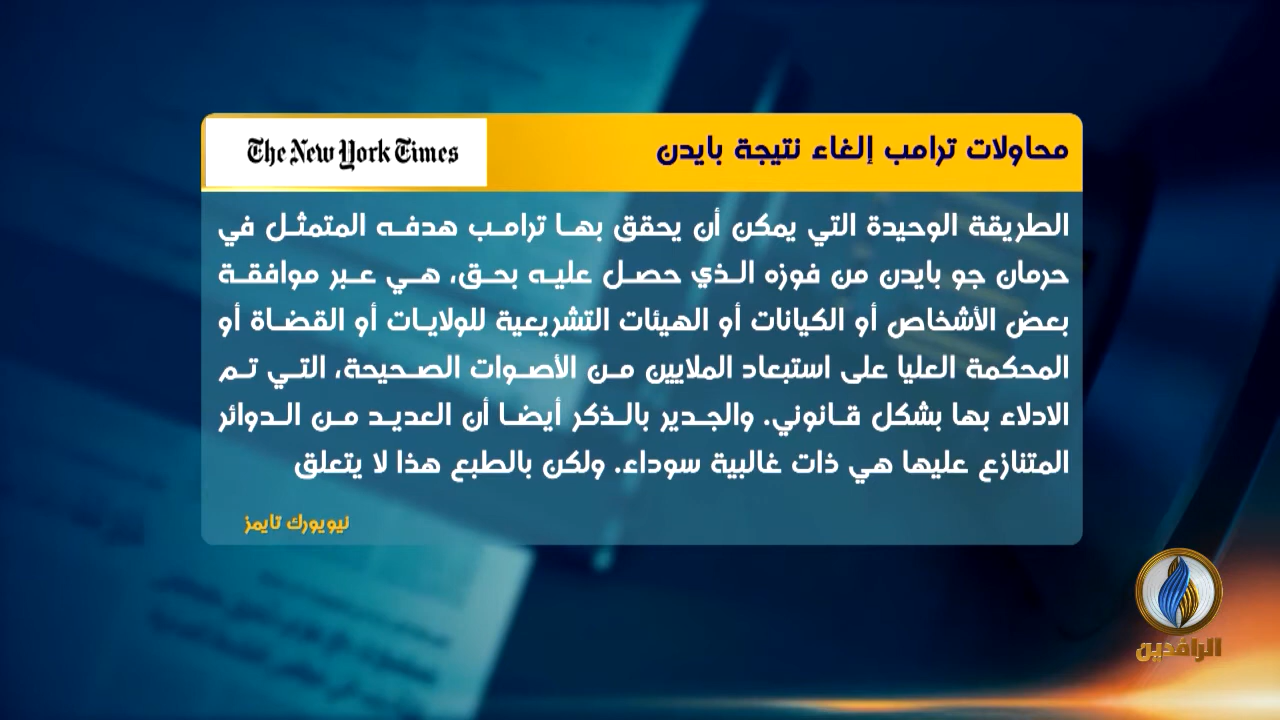 محاولات ترامب إلغاء نتيجة بايدن
The New York Times
الطريقة الوحيدة التي يمكن أن يحقق بها ترامب هدفه المتمثل في
حرمان جو بايدن من فوزه الذي حصل عليه بحق، هي عبر موافقة
بعض الأشخاص أو الكيانات أو الهيئات التشريعية للولايات أو القضاة أو
المحكمة العليا على استبعاد الملايين من الأصوات الصحيحة، التي تم
الادلاء بها بشكل قانوني. والجدير بالذكر أيضا أن العديد من الدوائر
المتنازع عليها هي ذات غالبية سوداء. ولكن بالطبع هذا لا يتعلق
نيويورك تايمز
الرافدين